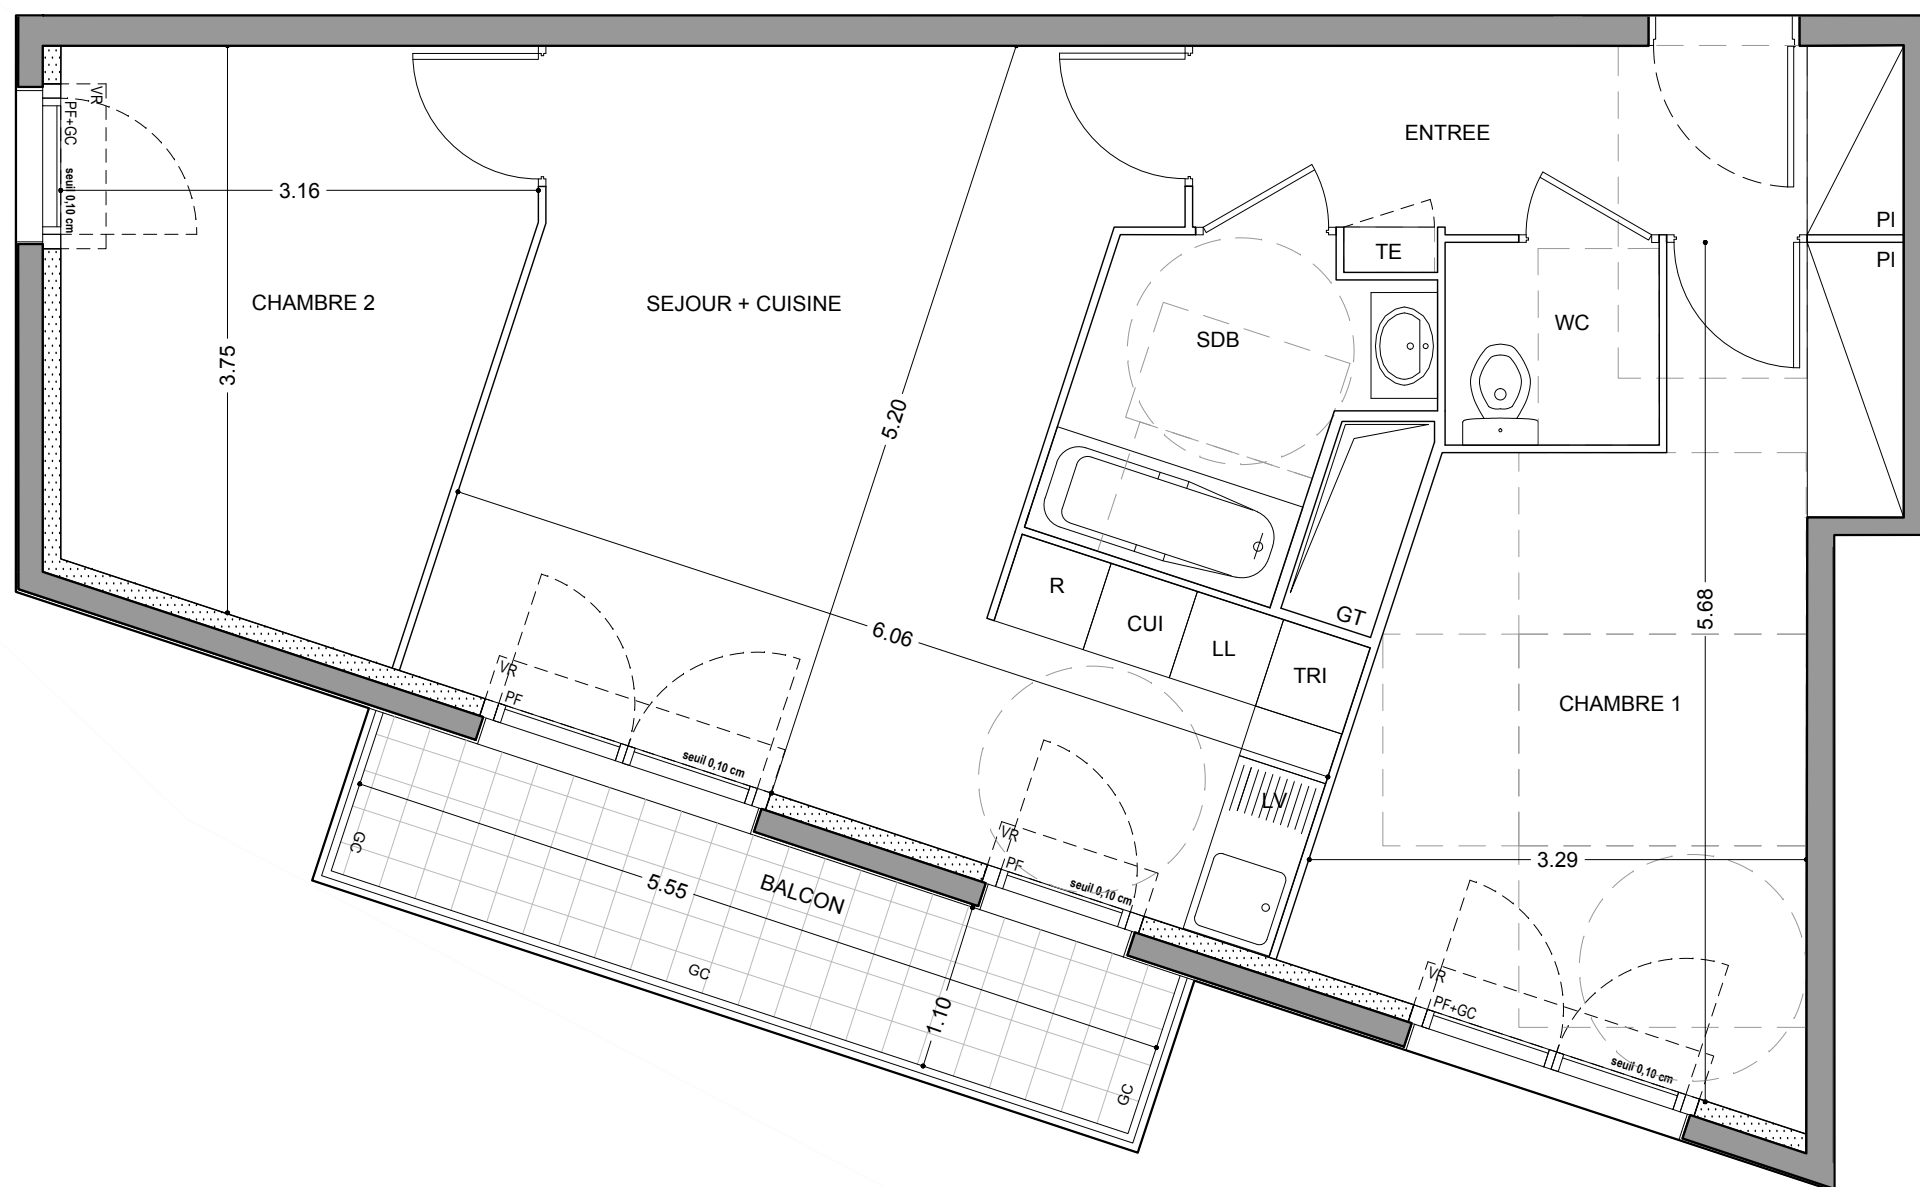 ENTREE
VR
PF+GC
seuil 0,10 cm
3.16
Pl
Pl
TE
CHAMBRE 2
SEJOUR + CUISINE
SDB
WC
3.75
5.20
R
CUI
LL
TRI
GT
5.68
6.06
CHAMBRE 1
VR
PF
seuil 0,10 cm
LV
VR
PF
seuil 0,10 cm
3.29
GC
5.55
BALCON
GC
1.10
GC
VR
PF+GC
seuil 0,10 cm